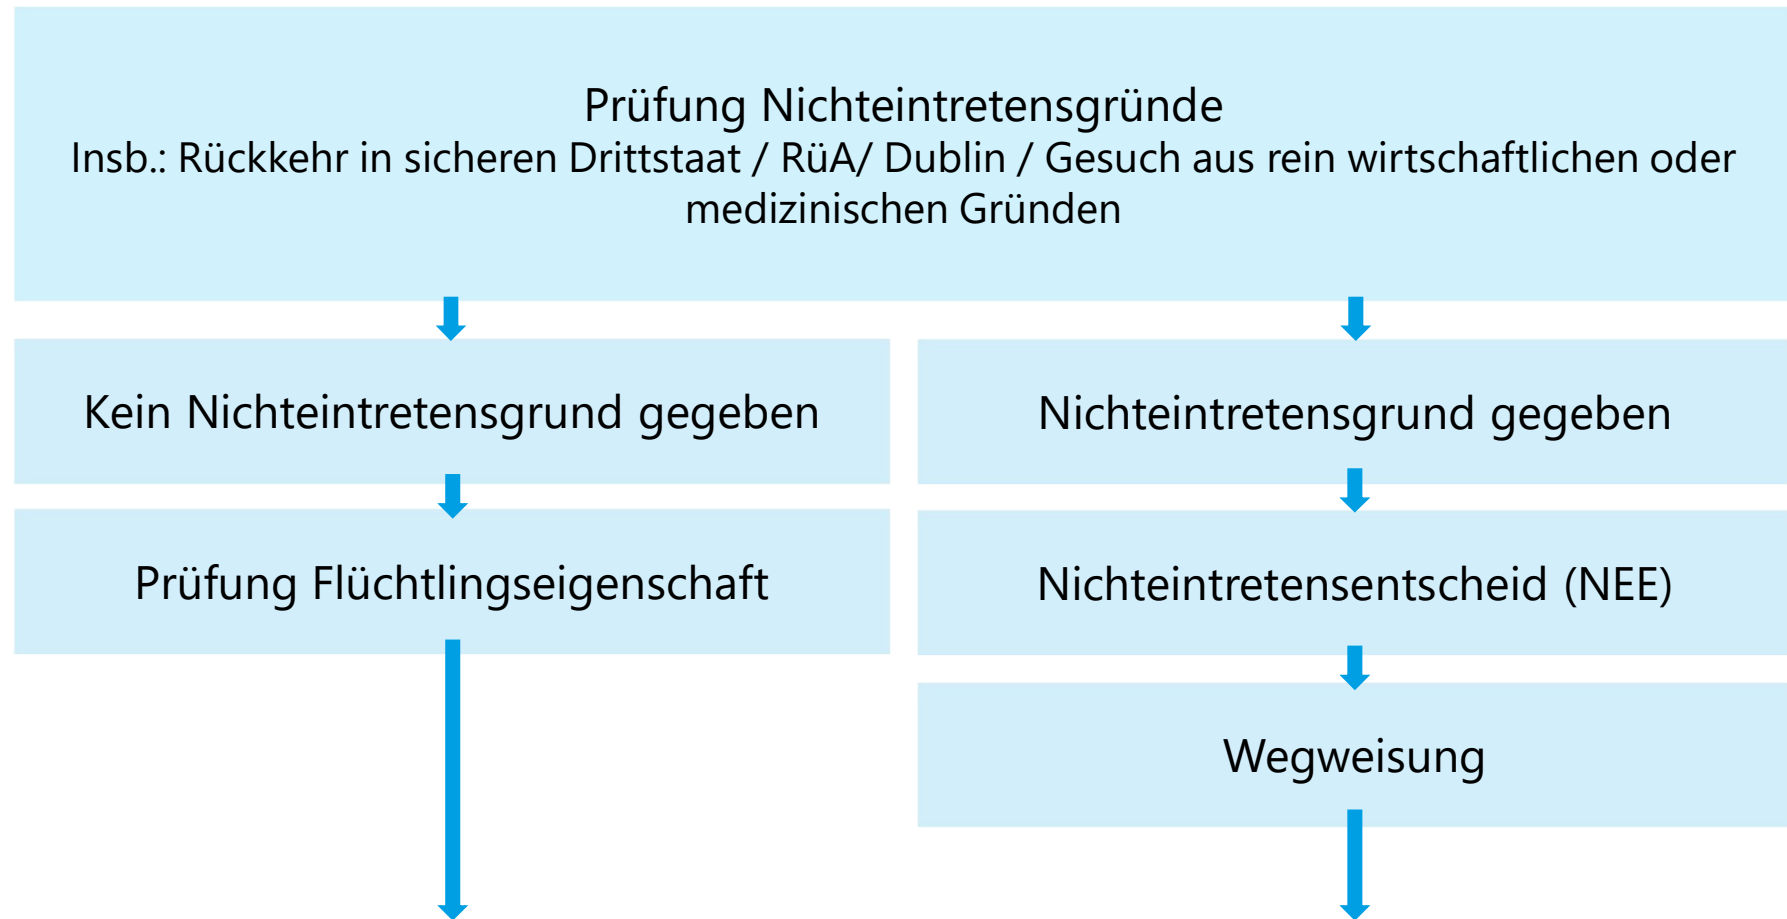 Prüfung Nichteintretensgründe
Insb.: Rückkehr in sicheren Drittstaat / RüA/ Dublin / Gesuch aus rein wirtschaftlichen oder
medizinischen Gründen
Kein Nichteintretensgrund gegeben
Nichteintretensgrund gegeben
Prüfung Flüchtlingseigenschaft
Nichteintretensentscheid (NEE)
Wegweisung